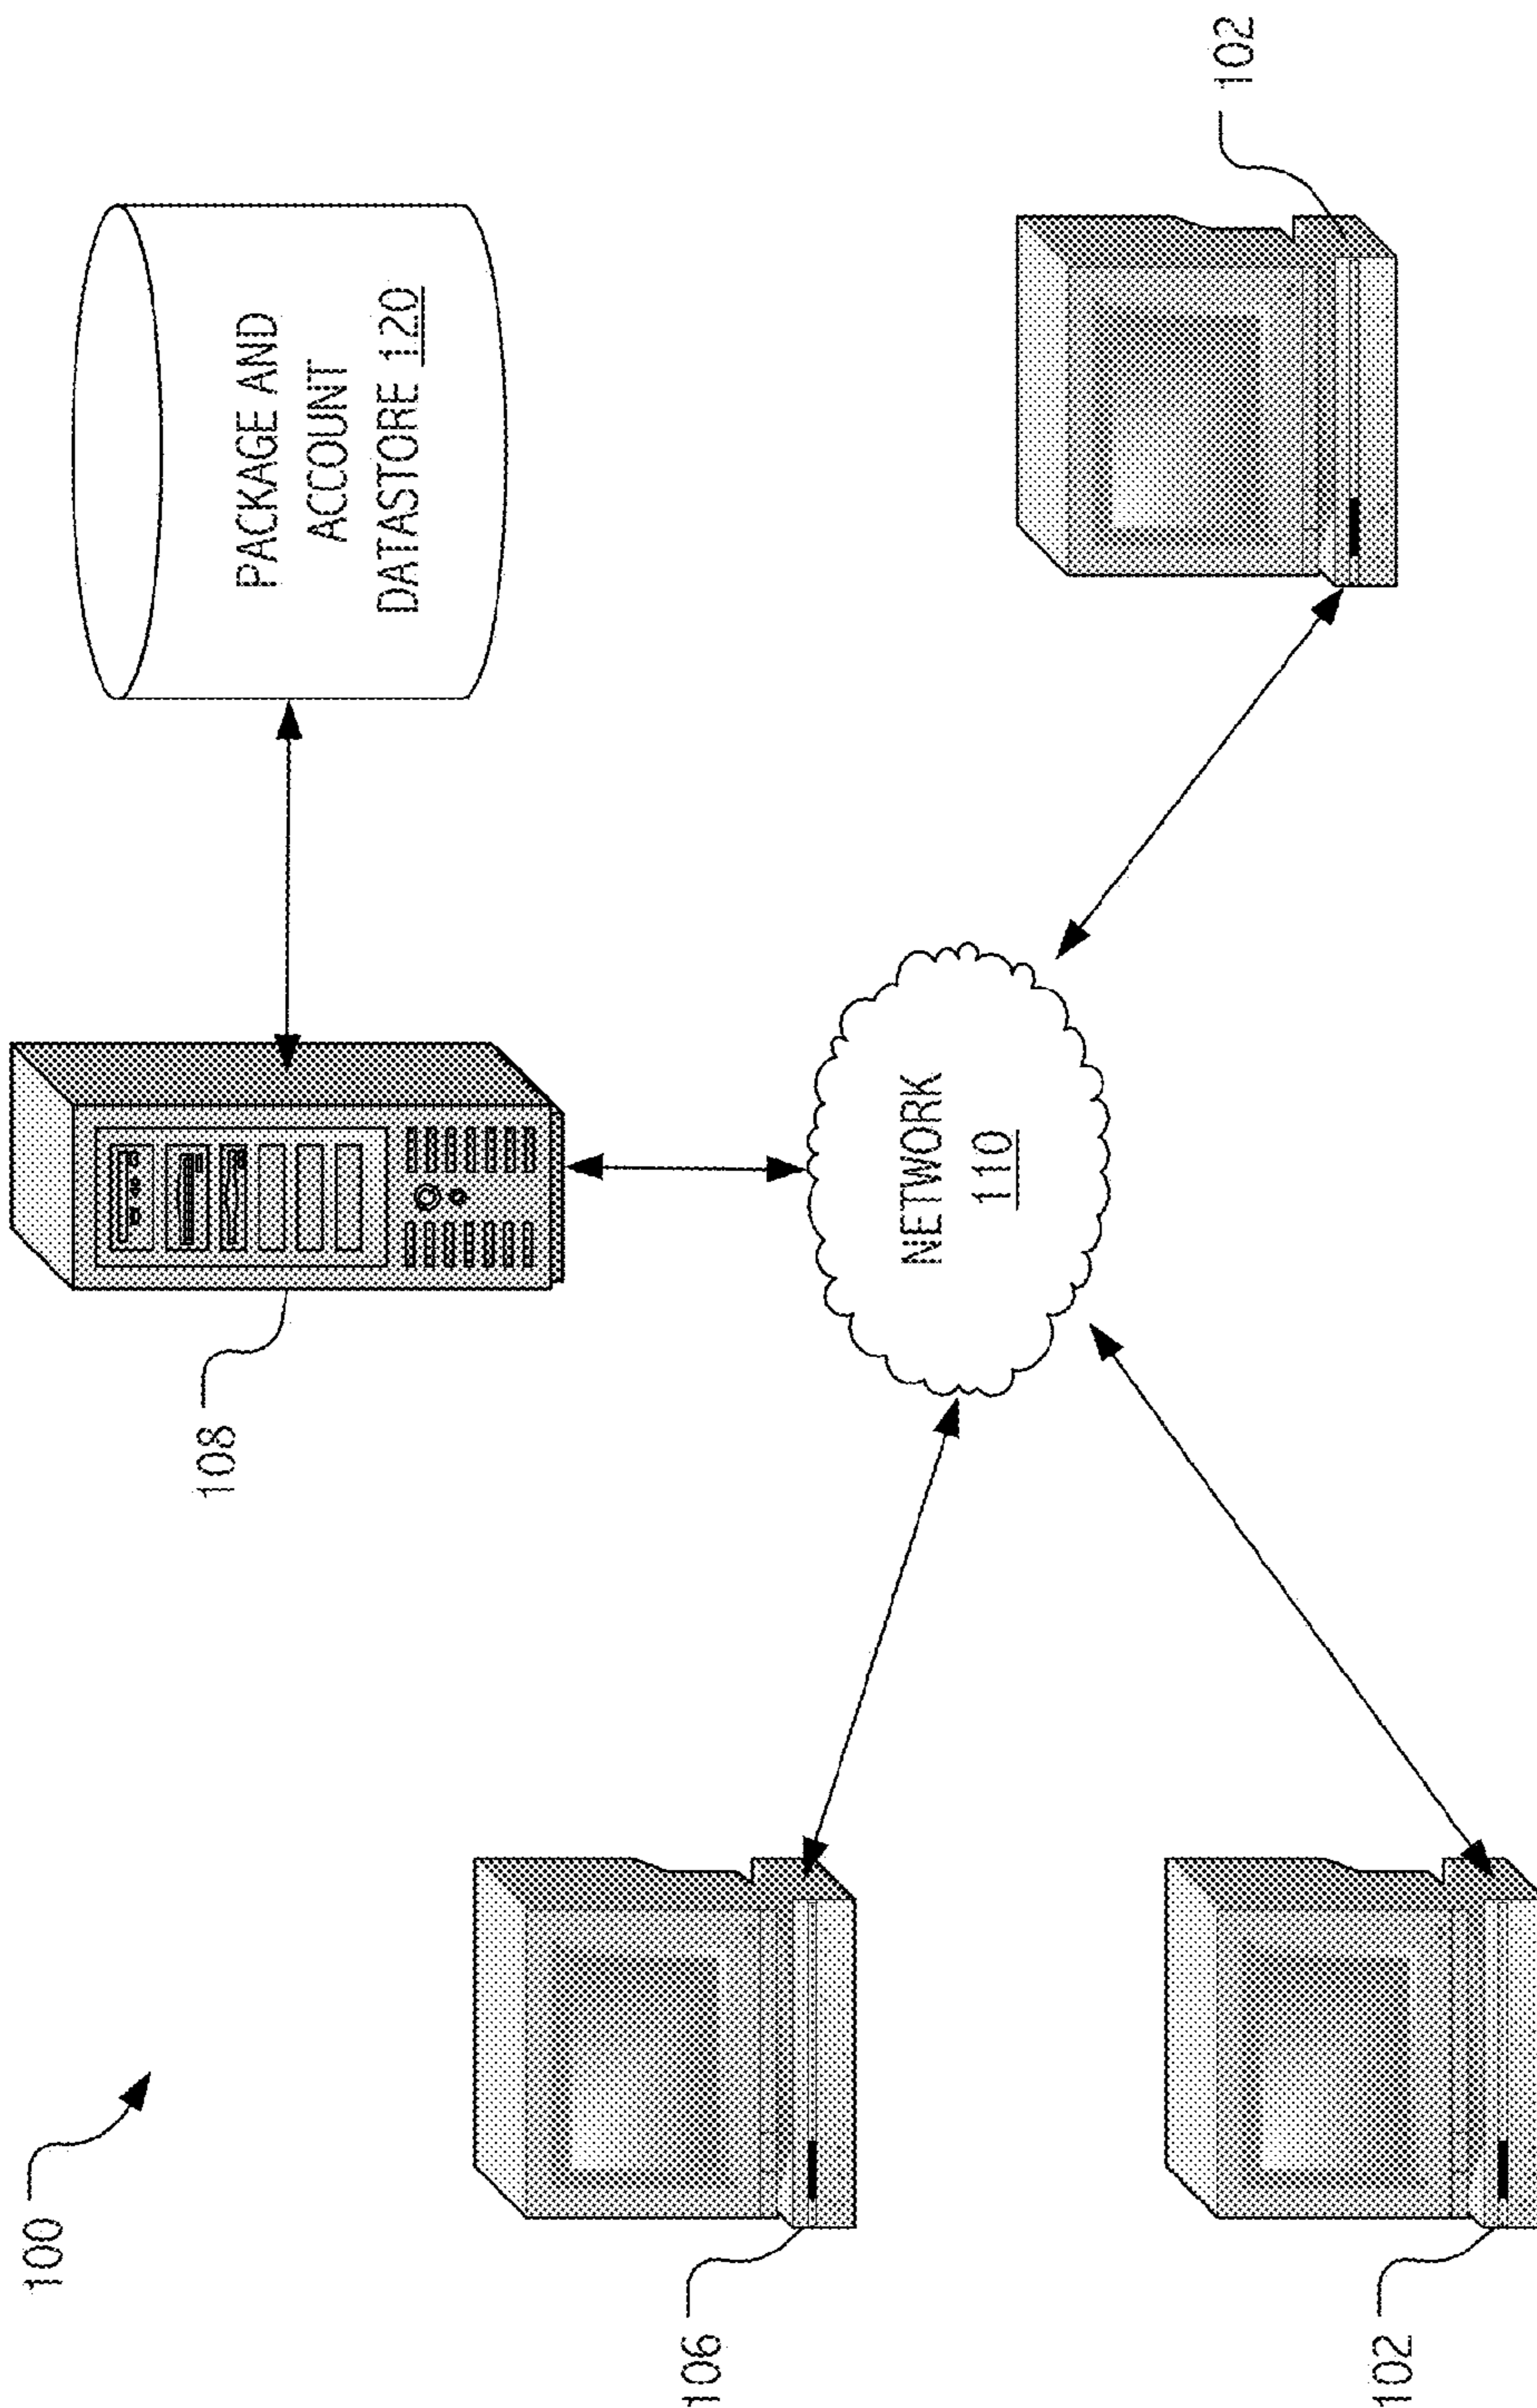 100
108
PACKAGE AND
ACCOUNT
DATASTORE 120
106
NETWORK
110
102
102